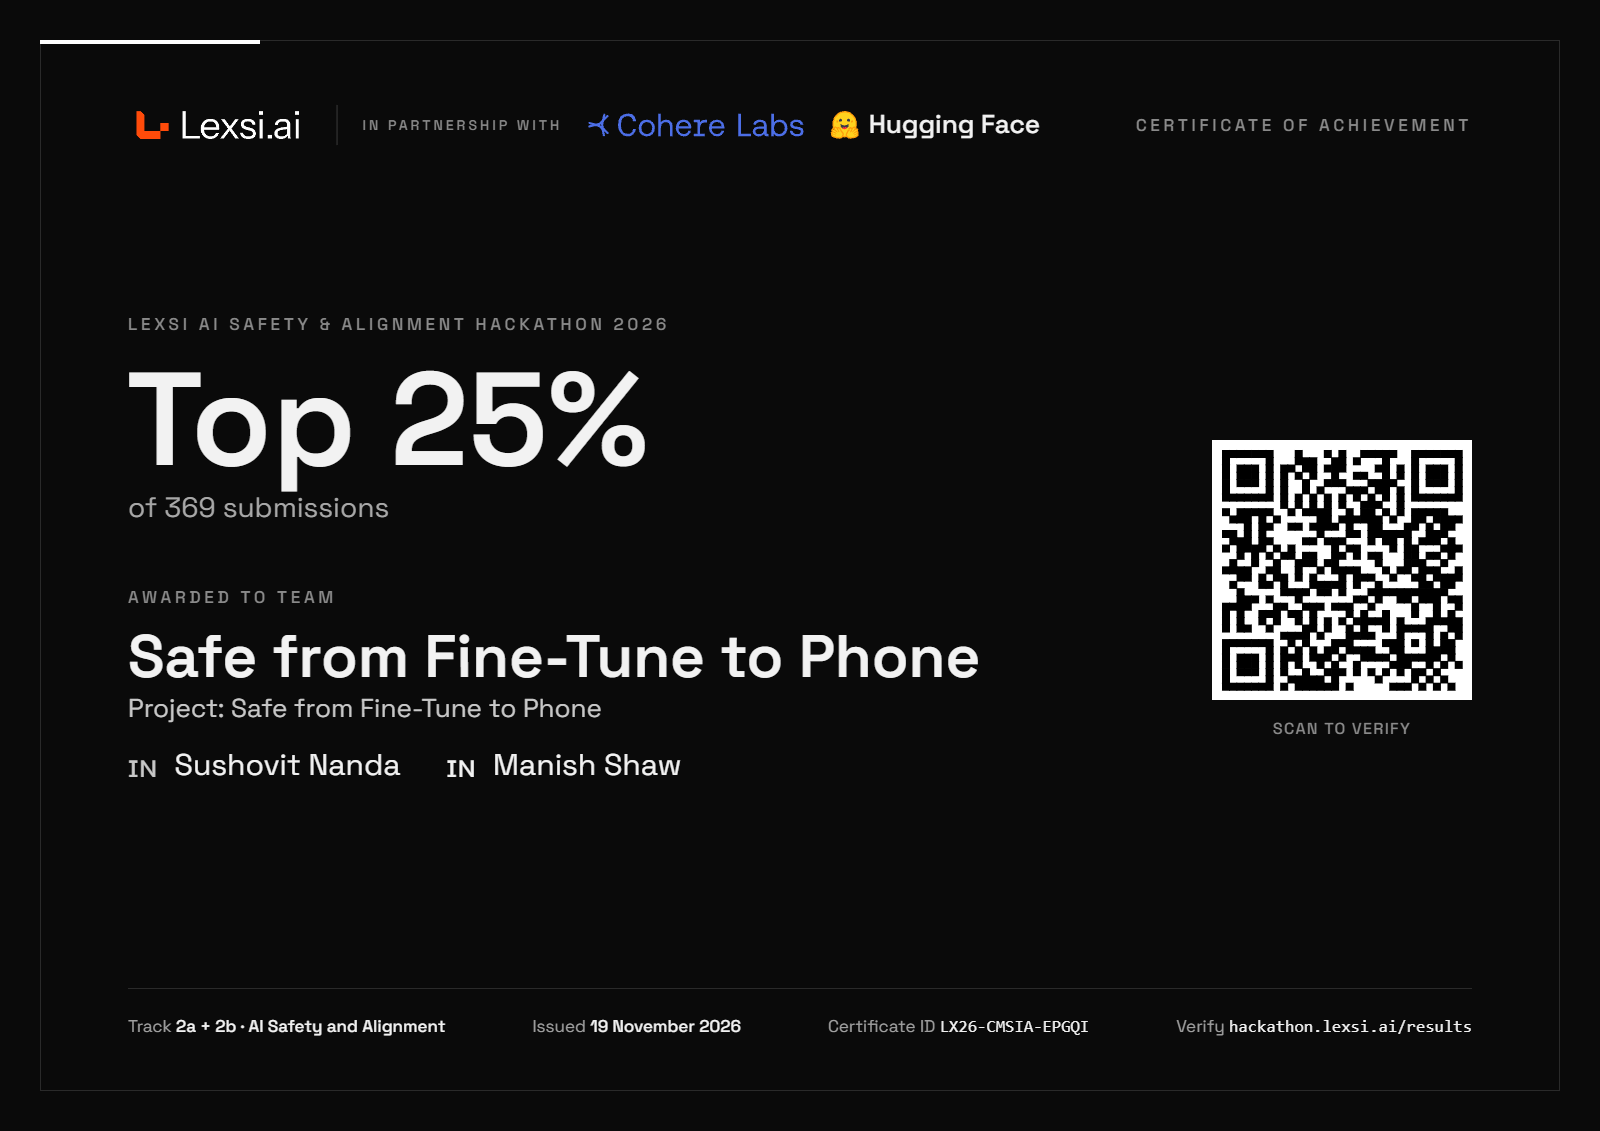 Lexsi.ai
IN PARTNERSHIP WITH
Cohere Labs
Hugging Face
CERTIFICATE OF ACHIEVEMENT
LEXSI AI SAFETY & ALIGNMENT HACKATHON 2026
Top 25%
of 369 submissions
AWARDED TO TEAM
Safe from Fine-Tune to Phone
Project: Safe from Fine-Tune to Phone
IN Sushovit Nanda IN Manish Shaw
SCAN TO VERIFY
Track 2a + 2b · AI Safety and Alignment
Issued 19 November 2026
Certificate ID LX26-CMSIA-EPGQI
Verify hackathon.lexsi.ai/results